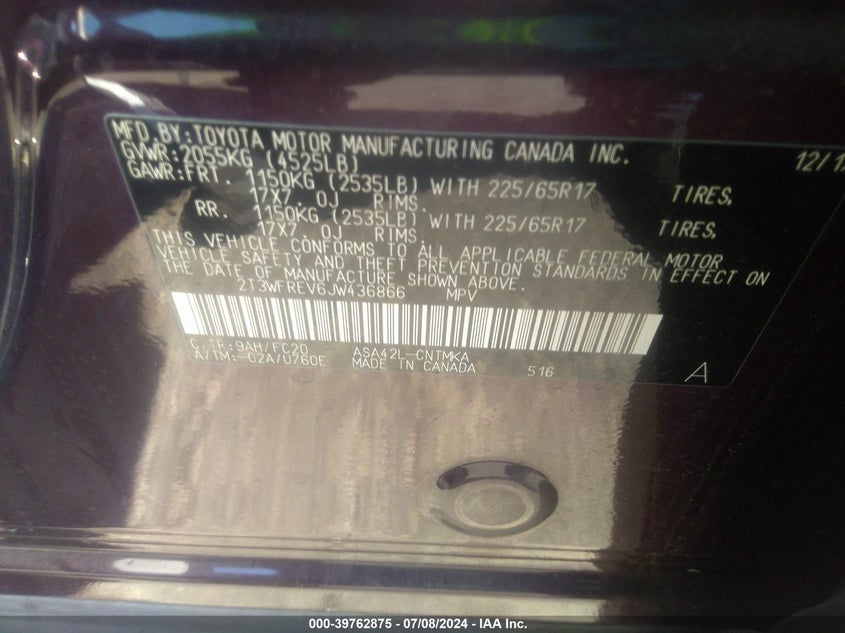 MFD.BY:TOYOTA MOTOR MANUFACTURING CANADA INC. 12/1
GVWR:2055KG (4525LB)
GAWR:FRT. 1150KG (2535LB) WITH 225/65R17 TIRES,
17X7.0J RIMS.
RR. 1150KG (2535LB) WITH 225/65R17 TIRES,
17X7.0J RIMS.
THIS VEHICLE CONFORMS TO ALL APPLICABLE FEDERAL MOTOR
VEHICLE SAFETY AND THEFT PREVENTION STANDARDS IN EFFECT ON
THE DATE OF MANUFACTURE SHOWN ABOVE.
2T3WFREV6JW436866 MPV
C/TR:9AH/FC20 ASA42L-CNTMKA
A/TM:-02A/U760E MADE IN CANADA 516 A
000-39762875 - 07/08/2024 - IAA Inc.